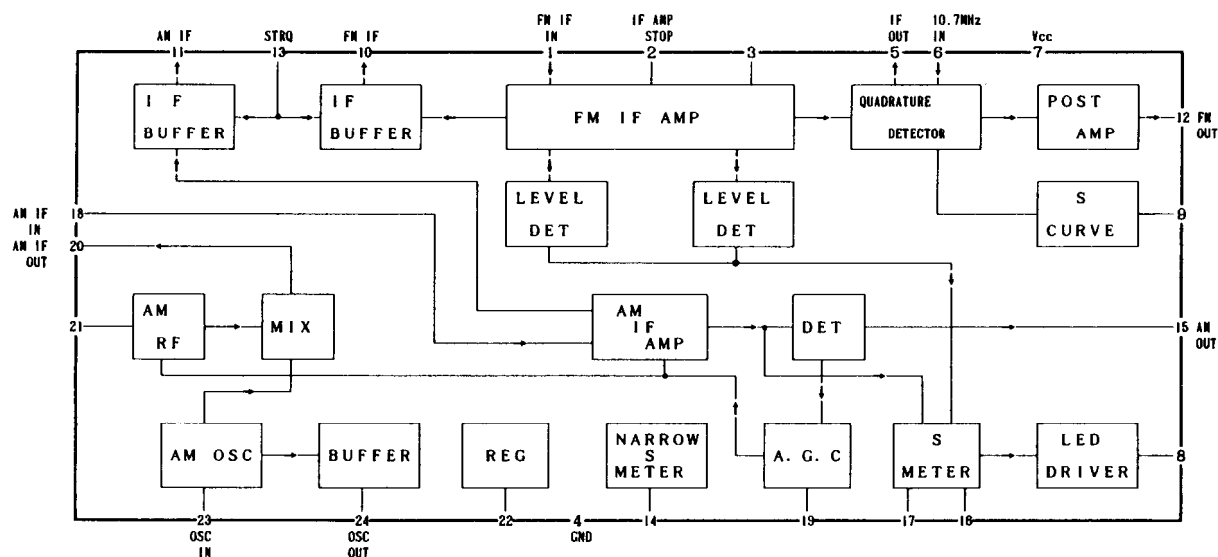 AM IF
STRQ
FM IF
FM IF
IN
IF AMP
STOP
IF
OUT
10.7MHz
IN
Vcc
11
13
10
1
2
3
5
6
7
IF
BUFFER
IF
BUFFER
FM IF AMP
QUADRATURE
DETECTOR
POST
AMP
12 FM
OUT
LEVEL
DET
LEVEL
DET
S
CURVE
9
AM IF 18
IN
AM IF 20
OUT
21
AM
RF
MIX
AM
IF
AMP
DET
15 AM
OUT
AM OSC
BUFFER
REG
NARROW
S
METER
A.G.C
S
METER
LED
DRIVER
8
23
OSC
IN
24
OSC
OUT
22
4
GND
14
19
17
16